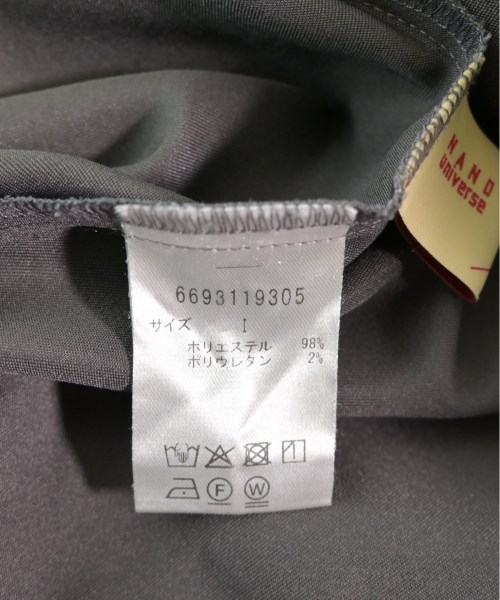 NANO
universe
6693119305
サイズ I
ポリエステル 98%
ポリウレタン 2%
F W